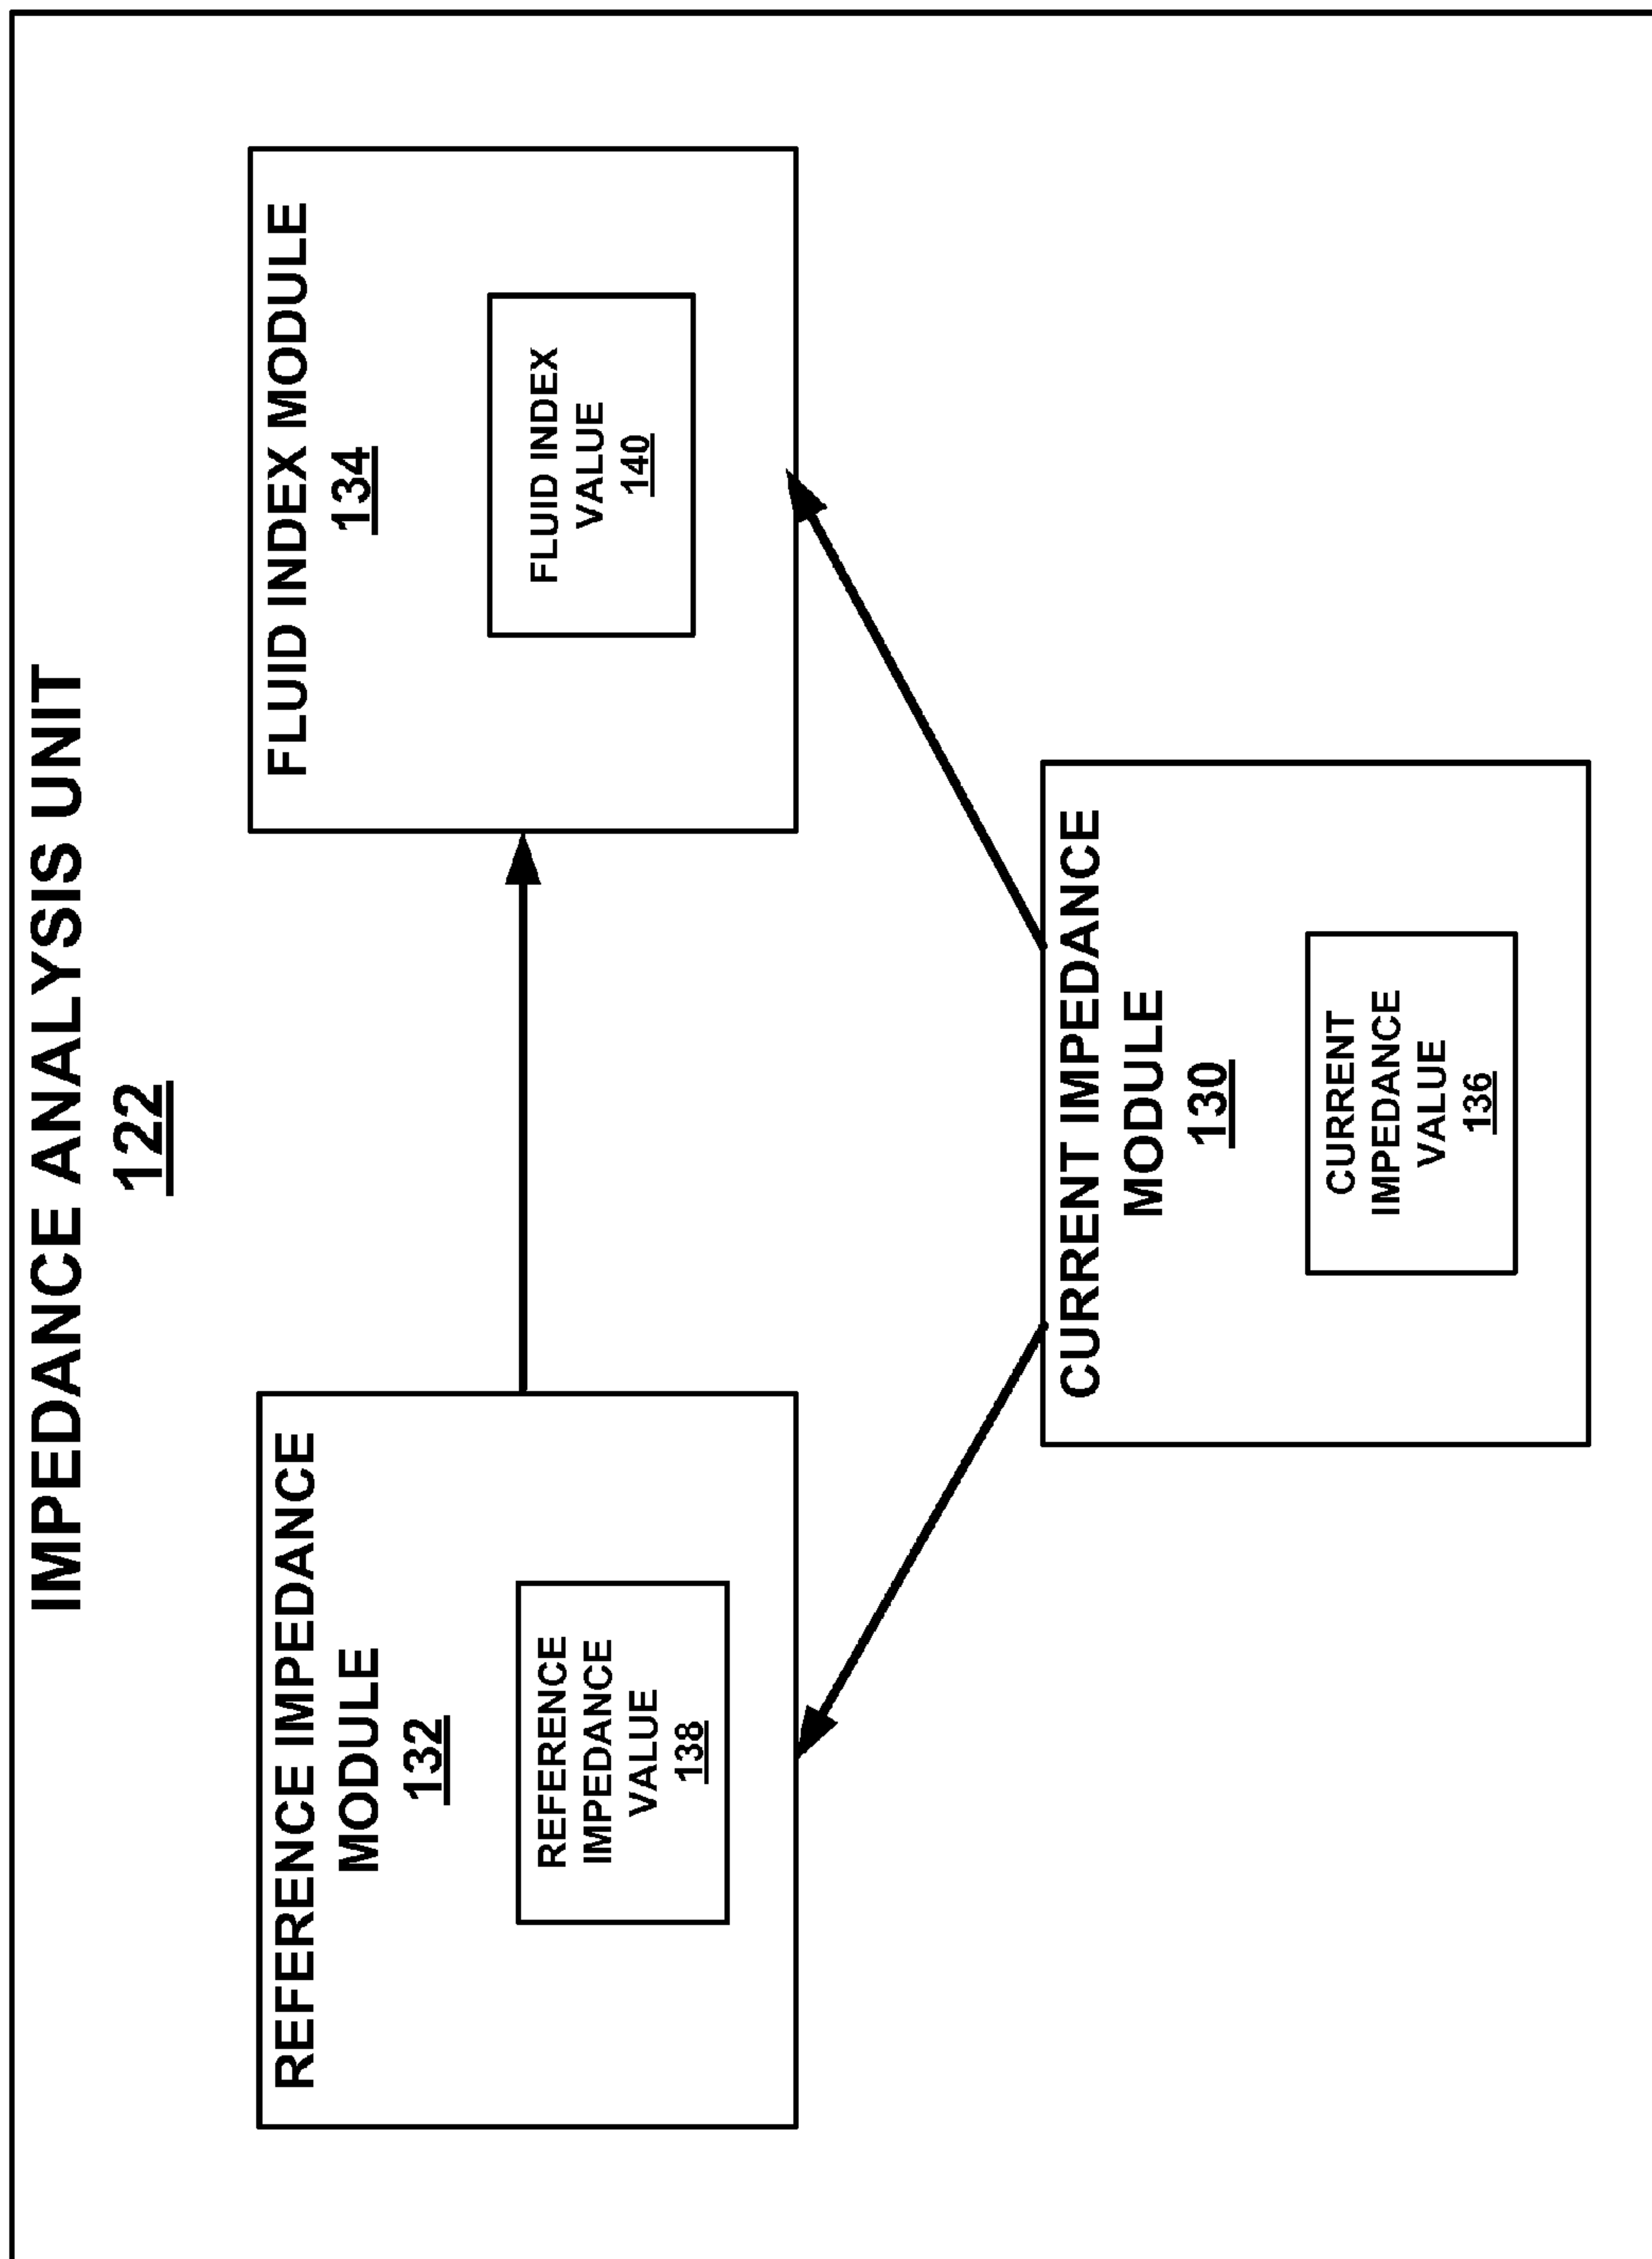 IMPEDANCE ANALYSIS UNIT
122
REFERENCE IMPEDANCE
MODULE
132
REFERENCE
IMPEDANCE
VALUE
138
FLUID INDEX MODULE
134
FLUID INDEX
VALUE
140
CURRENT IMPEDANCE
MODULE
130
CURRENT
IMPEDANCE
VALUE
136